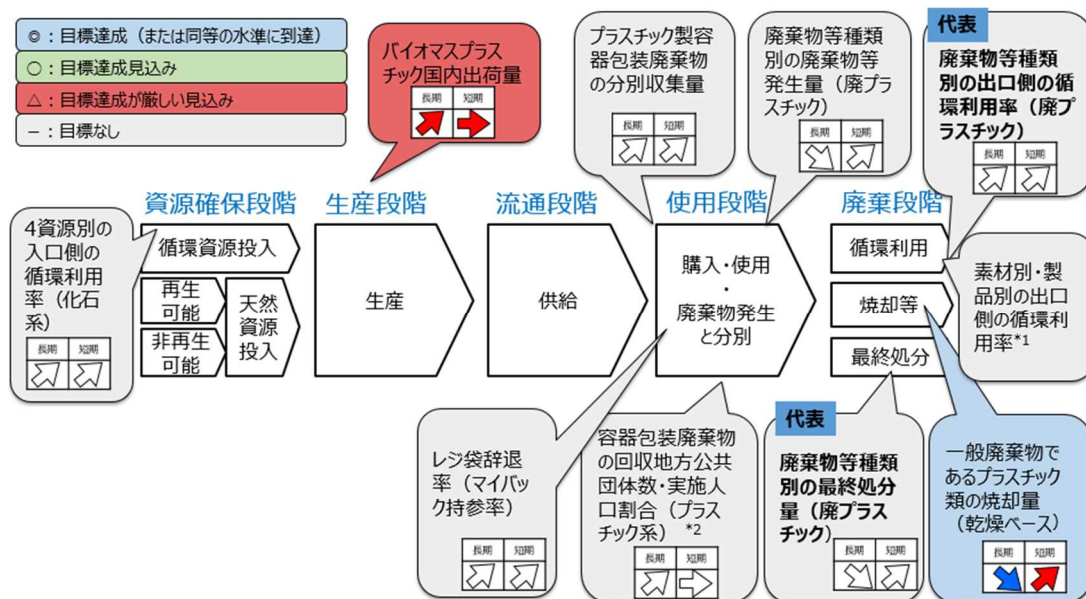 ◎：目標達成（または同等の水準に到達）
○：目標達成見込み
△：目標達成が厳しい見込み
－：目標なし
バイオマスプラス
チック国内出荷量
長期 短期
プラスチック製容
器包装廃棄物
の分別収集量
長期 短期
廃棄物等種類
別の廃棄物等
発生量（廃プ
ラスチック）
長期 短期
代表
廃棄物等種類
別の出口側の循
環利用率（廃プ
ラスチック）
長期 短期
資源確保段階
生産段階
流通段階
使用段階
廃棄段階
4資源別の
入口側の
循環利用
率（化石
系）
長期 短期
循環資源投入
再生
可能
非再生
可能
天然
資源
投入
生産
供給
購入・使用
・
廃棄物発生
と分別
循環利用
焼却等
最終処分
素材別・製
品別の出口
側の循環利
用率*1
レジ袋辞退
率（マイバッ
ク持参率）
長期 短期
容器包装廃棄物
の回収地方公共
団体数・実施人
口割合（プラス
チック系） *2
長期 短期
代表
廃棄物等種類
別の最終処分
量（廃プラス
チック）
長期 短期
一般廃棄物で
あるプラスチック
類の焼却量
（乾燥ベース）
長期 短期